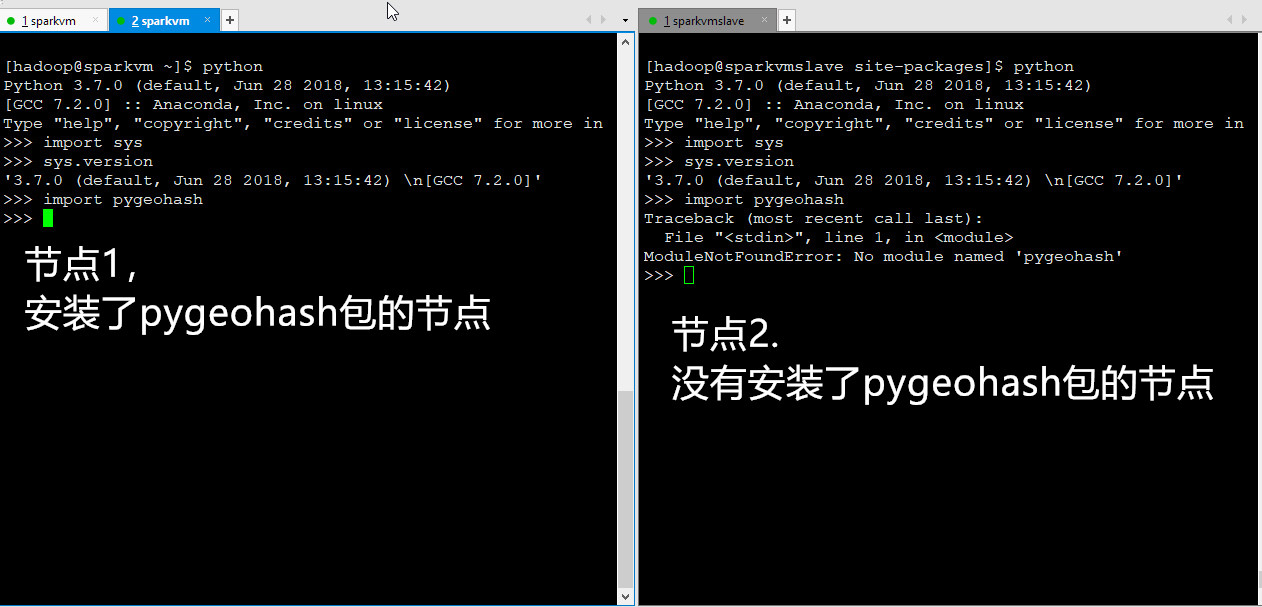 1 sparkvm
2 sparkvm
1 sparkvmslave
[hadoop@sparkvm ~]$ python
Python 3.7.0 (default, Jun 28 2018, 13:15:42)
[GCC 7.2.0] :: Anaconda, Inc. on linux
Type "help", "copyright", "credits" or "license" for more in
>>> import sys
>>> sys.version
'3.7.0 (default, Jun 28 2018, 13:15:42) \n[GCC 7.2.0]'
>>> import pygeohash
>>>
节点1，
安装了pygeohash包的节点
[hadoop@sparkvmslave site-packages]$ python
Python 3.7.0 (default, Jun 28 2018, 13:15:42)
[GCC 7.2.0] :: Anaconda, Inc. on linux
Type "help", "copyright", "credits" or "license" for more in
>>> import sys
>>> sys.version
'3.7.0 (default, Jun 28 2018, 13:15:42) \n[GCC 7.2.0]'
>>> import pygeohash
Traceback (most recent call last):
  File "<stdin>", line 1, in <module>
ModuleNotFoundError: No module named 'pygeohash'
>>>
节点2.
没有安装了pygeohash包的节点